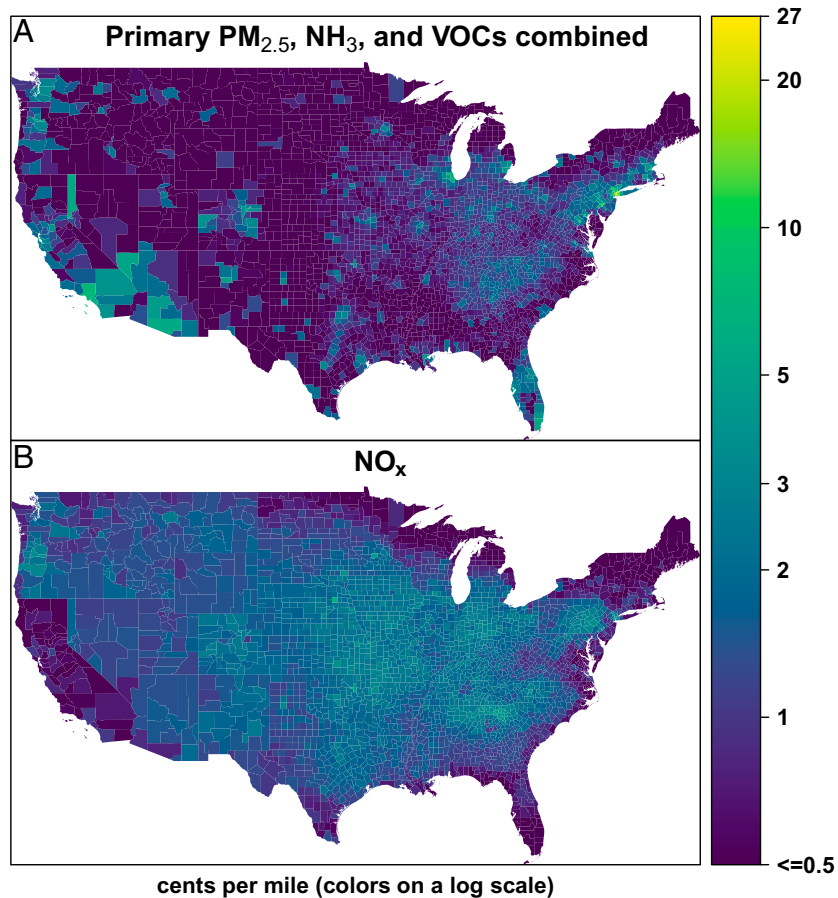 A
Primary PM2.5, NH3, and VOCs combined
B
NOx
cents per mile (colors on a log scale)
27
20
10
5
3
2
1
<=0.5